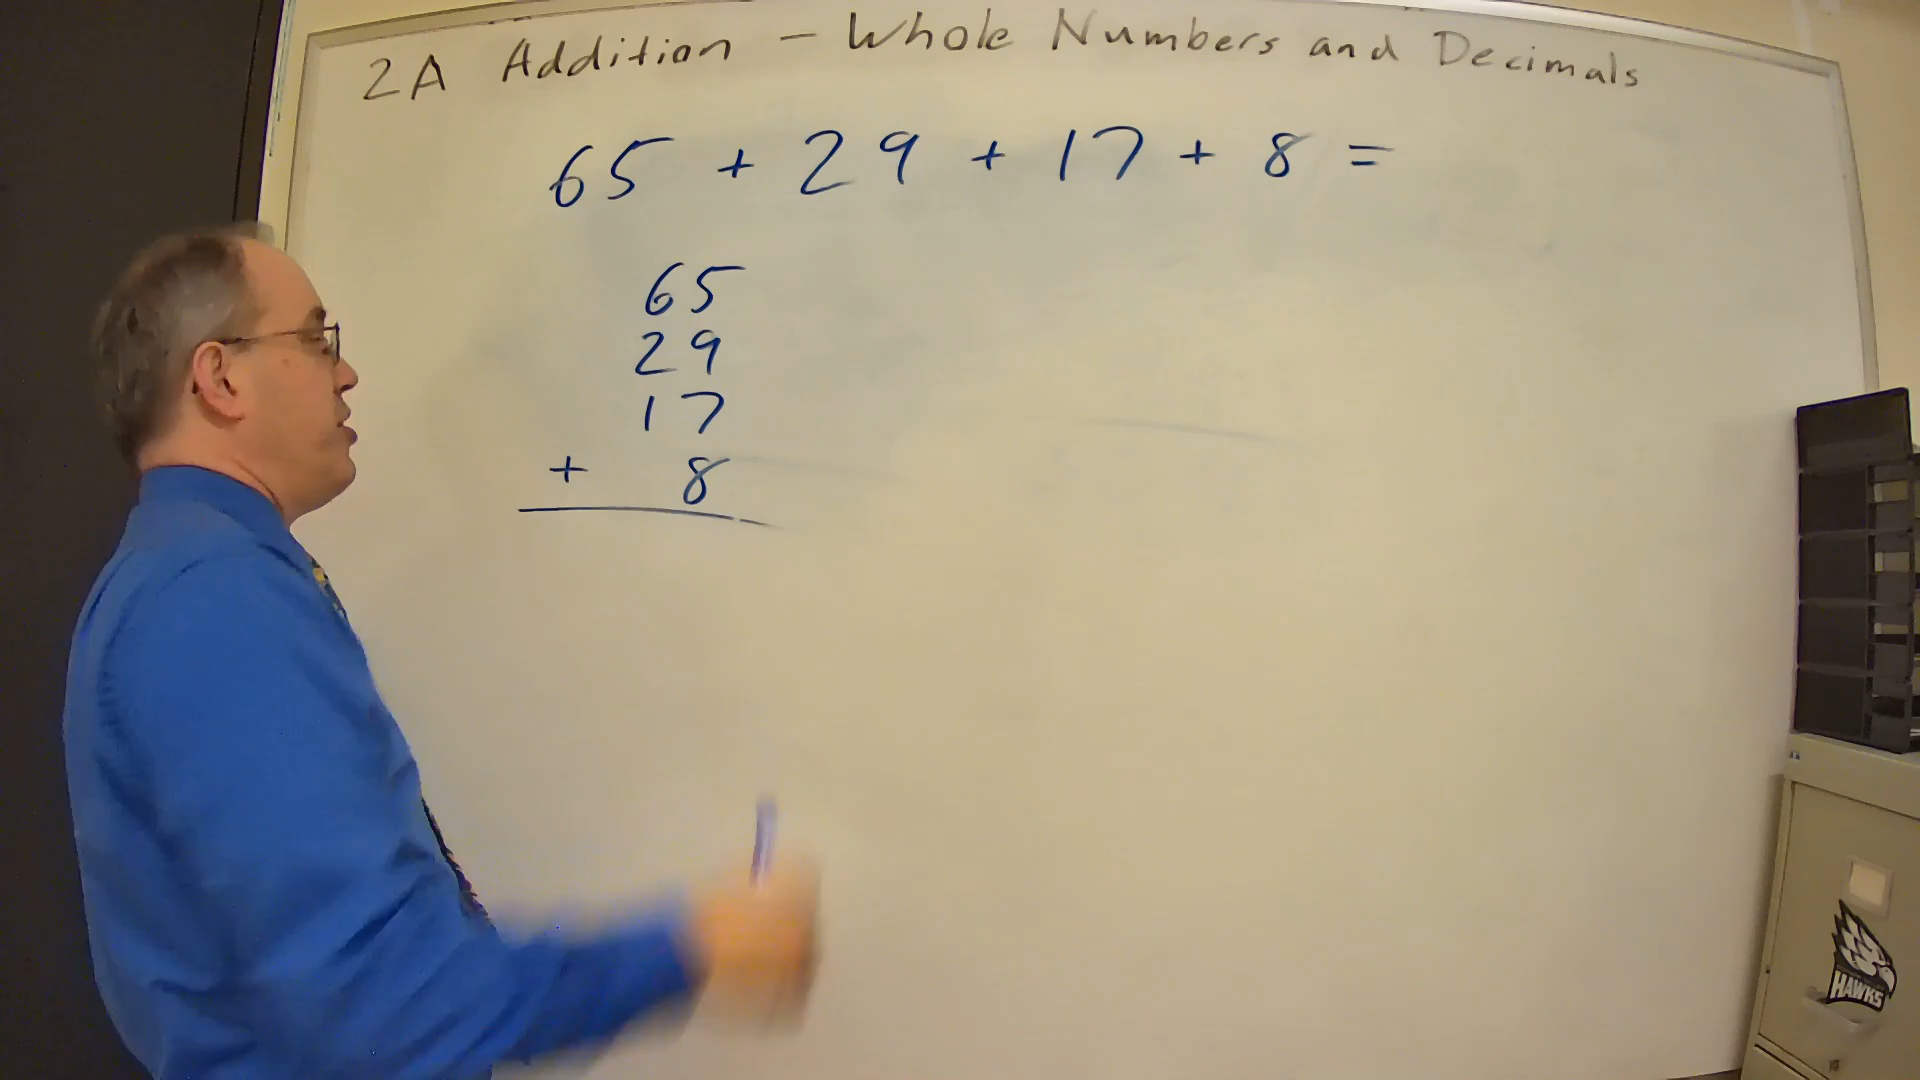 2A Addition - Whole Numbers and Decimals
65 + 29 + 17 + 8 =
65
29
17
+ 8
HAWKS